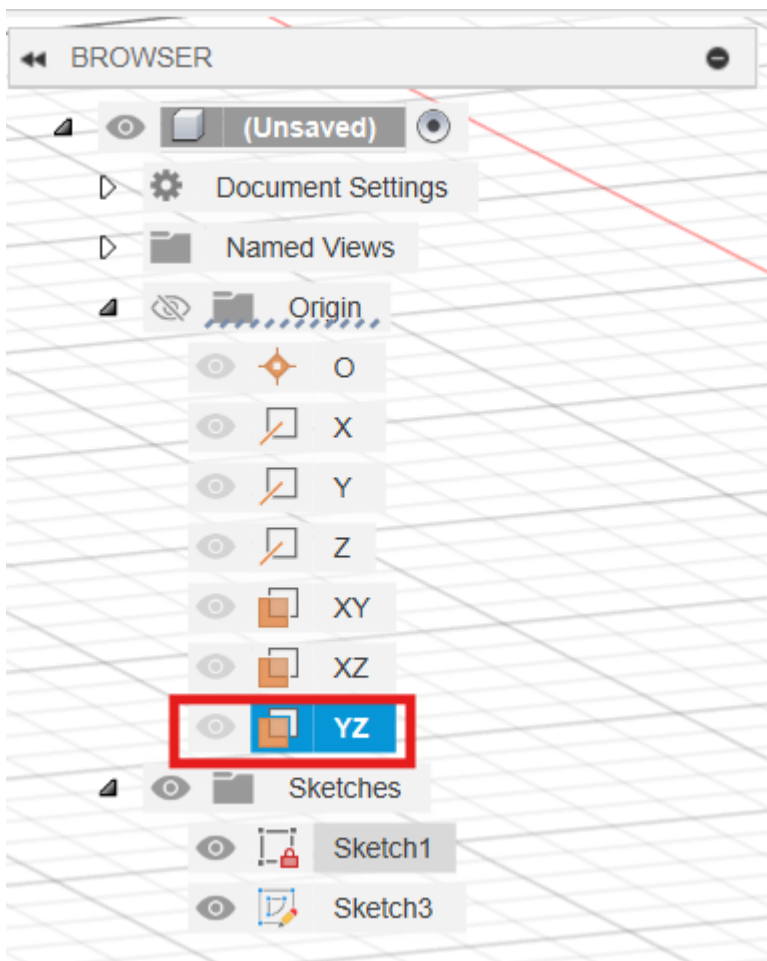 BROWSER
(Unsaved)
Document Settings
Named Views
Origin
O
X
Y
Z
XY
XZ
YZ
Sketches
Sketch1
Sketch3